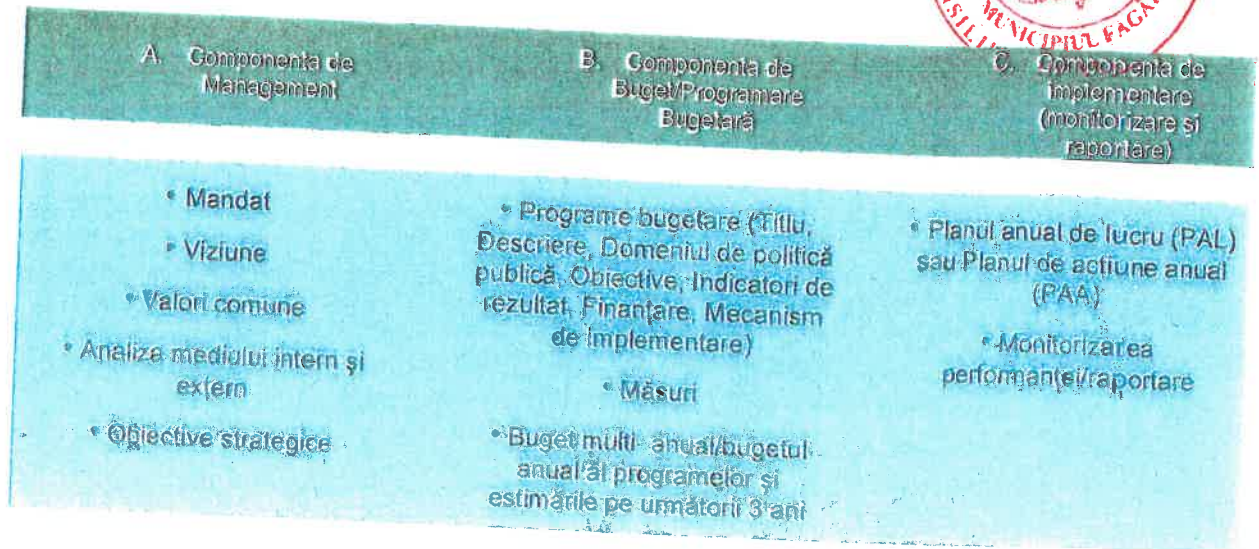 MUNICIPIUL
A. Componenta de
Management
B. Componenta de
Buget/Programare
Bugetară
C. Componenta de
implementare
(monitorizare și
raportare)
• Mandat
• Viziune
• Valori comune
• Analiza mediului intern și
extern
• Obiective strategice
• Programe bugetare (Titlu,
Descriere, Domeniul de politică
publică, Obiective, Indicatori de
rezultat, Finanțare, Mecanism
de implementare)
• Măsuri
• Buget multi- anual/bugetul
anual al programelor și
estimările pe următorii 3 ani
• Planul anual de lucru (PAL)
sau Planul de acțiune anual
(PAA)
• Monitorizarea
performanței/raportare